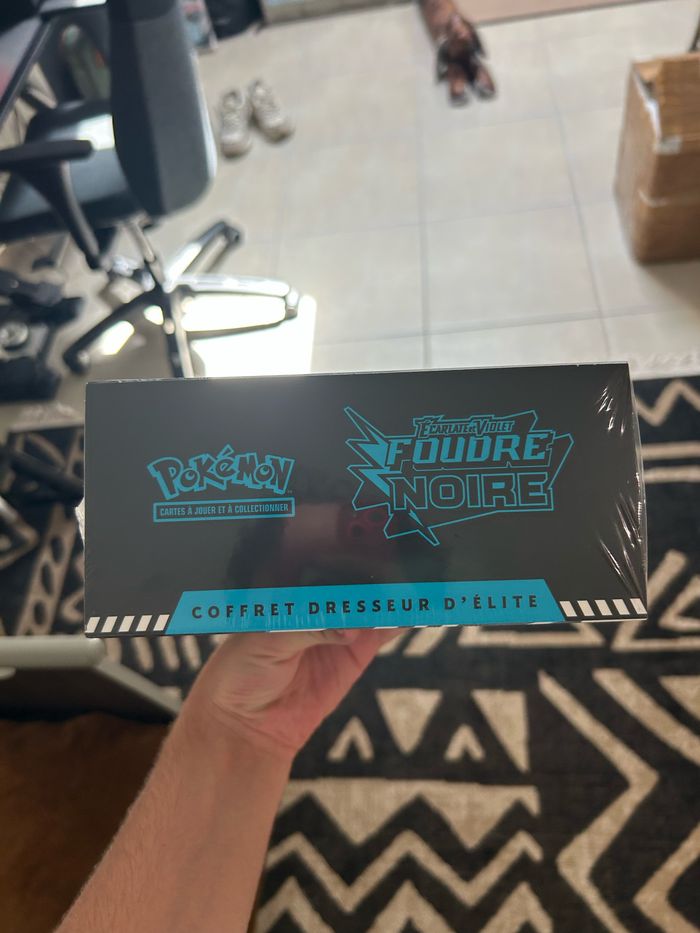 Pokémon
CARTES À JOUER ET À COLLECTIONNER
ÉCARLATE ET VIOLET
FOUDRE
NOIRE
COFFRET DRESSEUR D'ÉLITE